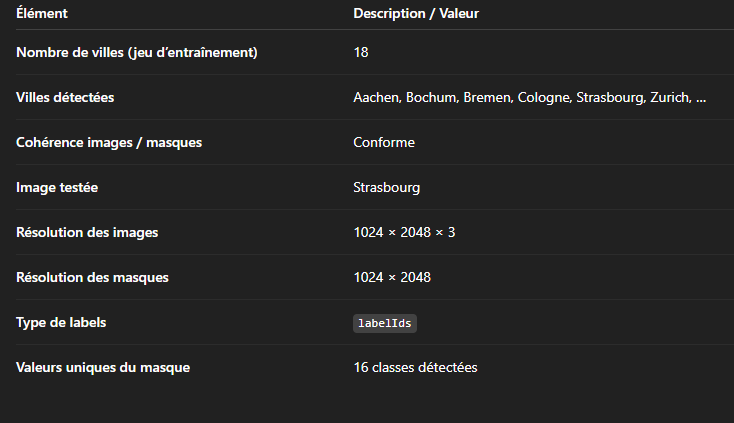 Élément Description / Valeur
Nombre de villes (jeu d’entraînement) 18
Villes détectées Aachen, Bochum, Bremen, Cologne, Strasbourg, Zurich, ...
Cohérence images / masques Conforme
Image testée Strasbourg
Résolution des images 1024 × 2048 × 3
Résolution des masques 1024 × 2048
Type de labels labelIds
Valeurs uniques du masque 16 classes détectées